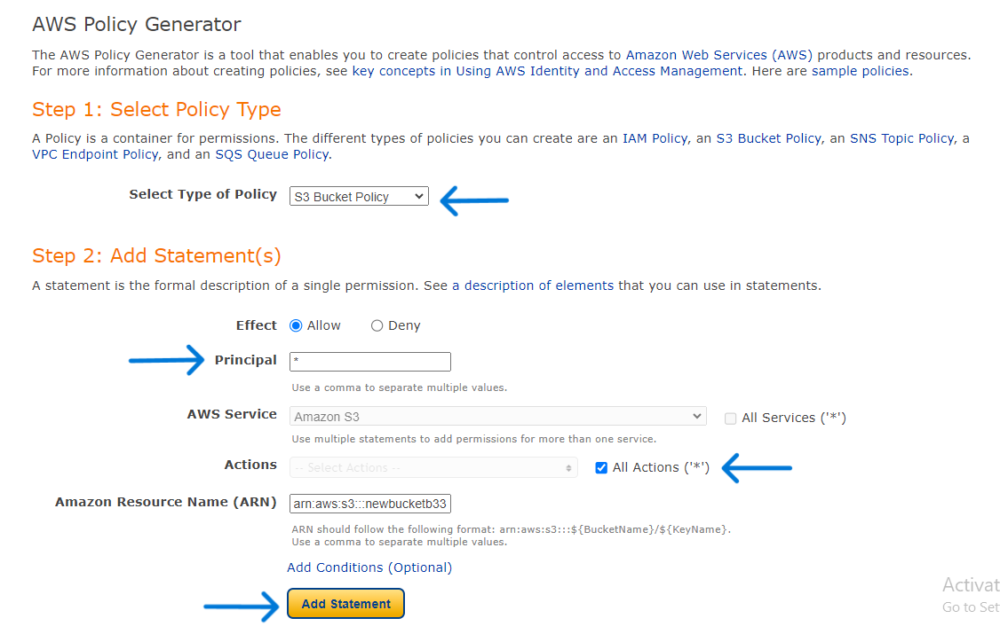 AWS Policy Generator
The AWS Policy Generator is a tool that enables you to create policies that control access to Amazon Web Services (AWS) products and resources.
For more information about creating policies, see key concepts in Using AWS Identity and Access Management. Here are sample policies.
Step 1: Select Policy Type
A Policy is a container for permissions. The different types of policies you can create are an IAM Policy, an S3 Bucket Policy, an SNS Topic Policy, a
VPC Endpoint Policy, and an SQS Queue Policy.
Select Type of Policy S3 Bucket Policy
Step 2: Add Statement(s)
A statement is the formal description of a single permission. See a description of elements that you can use in statements.
Effect Allow Deny
Principal *
Use a comma to separate multiple values.
AWS Service Amazon S3 All Services ('*')
Use multiple statements to add permissions for more than one service.
Actions -- Select Actions -- All Actions ('*')
Amazon Resource Name (ARN) arn:aws:s3:::newbucketb33
ARN should follow the following format: arn:aws:s3:::${BucketName}/${KeyName}.
Use a comma to separate multiple values.
Add Conditions (Optional)
Add Statement
Activat
Go to Set